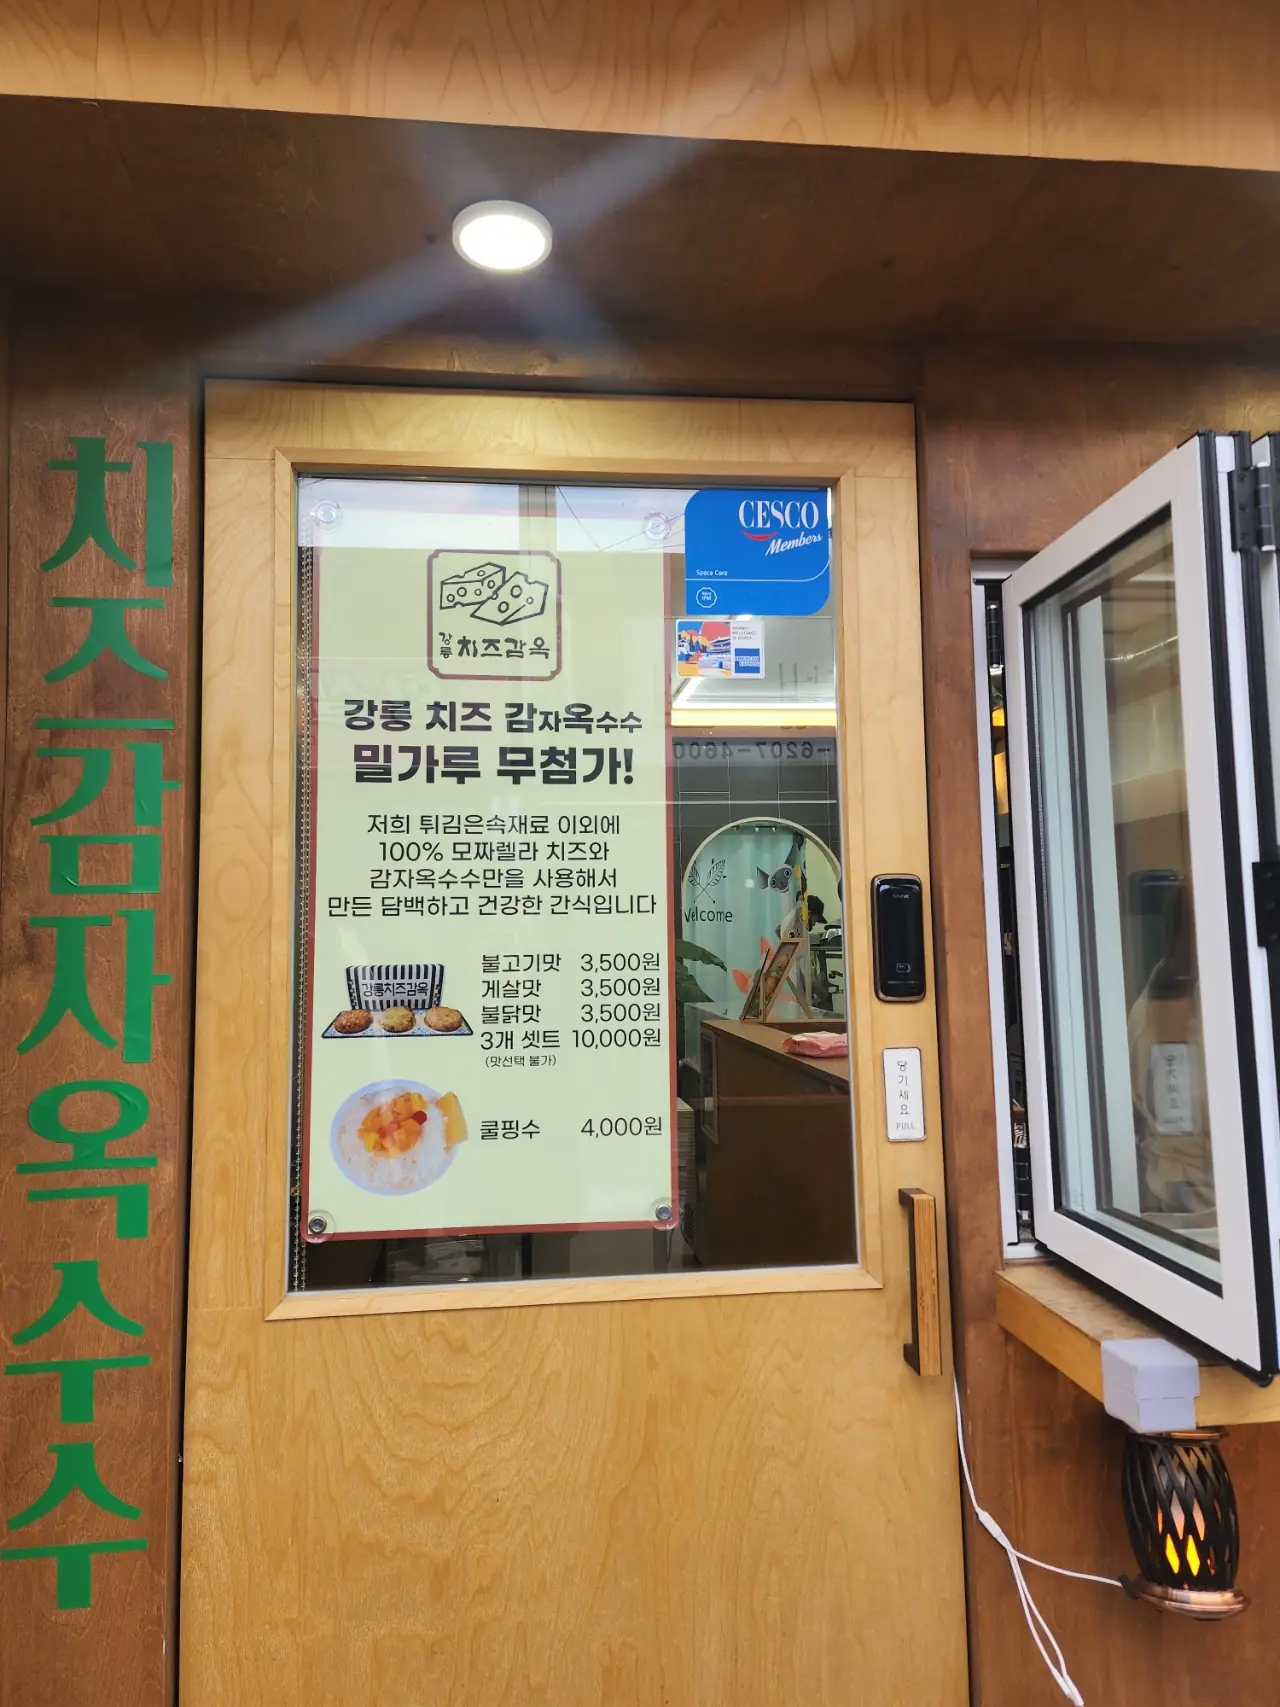 치즈감자옥수수
강릉 치즈감옥
강릉 치즈 감자옥수수
밀가루 무첨가!
저희 튀김은속재료 이외에
100% 모짜렐라 치즈와
감자옥수수만을 사용해서
만든 담백하고 건강한 간식입니다
강릉치즈감옥
불고기맛 3,500원
게살맛 3,500원
불닭맛 3,500원
3개 셋트 10,000원
(맛선택 불가)
쿨핑수 4,000원
CESCO
Members
Space Care
-6207-4600
Welcome
당기세요
PULL